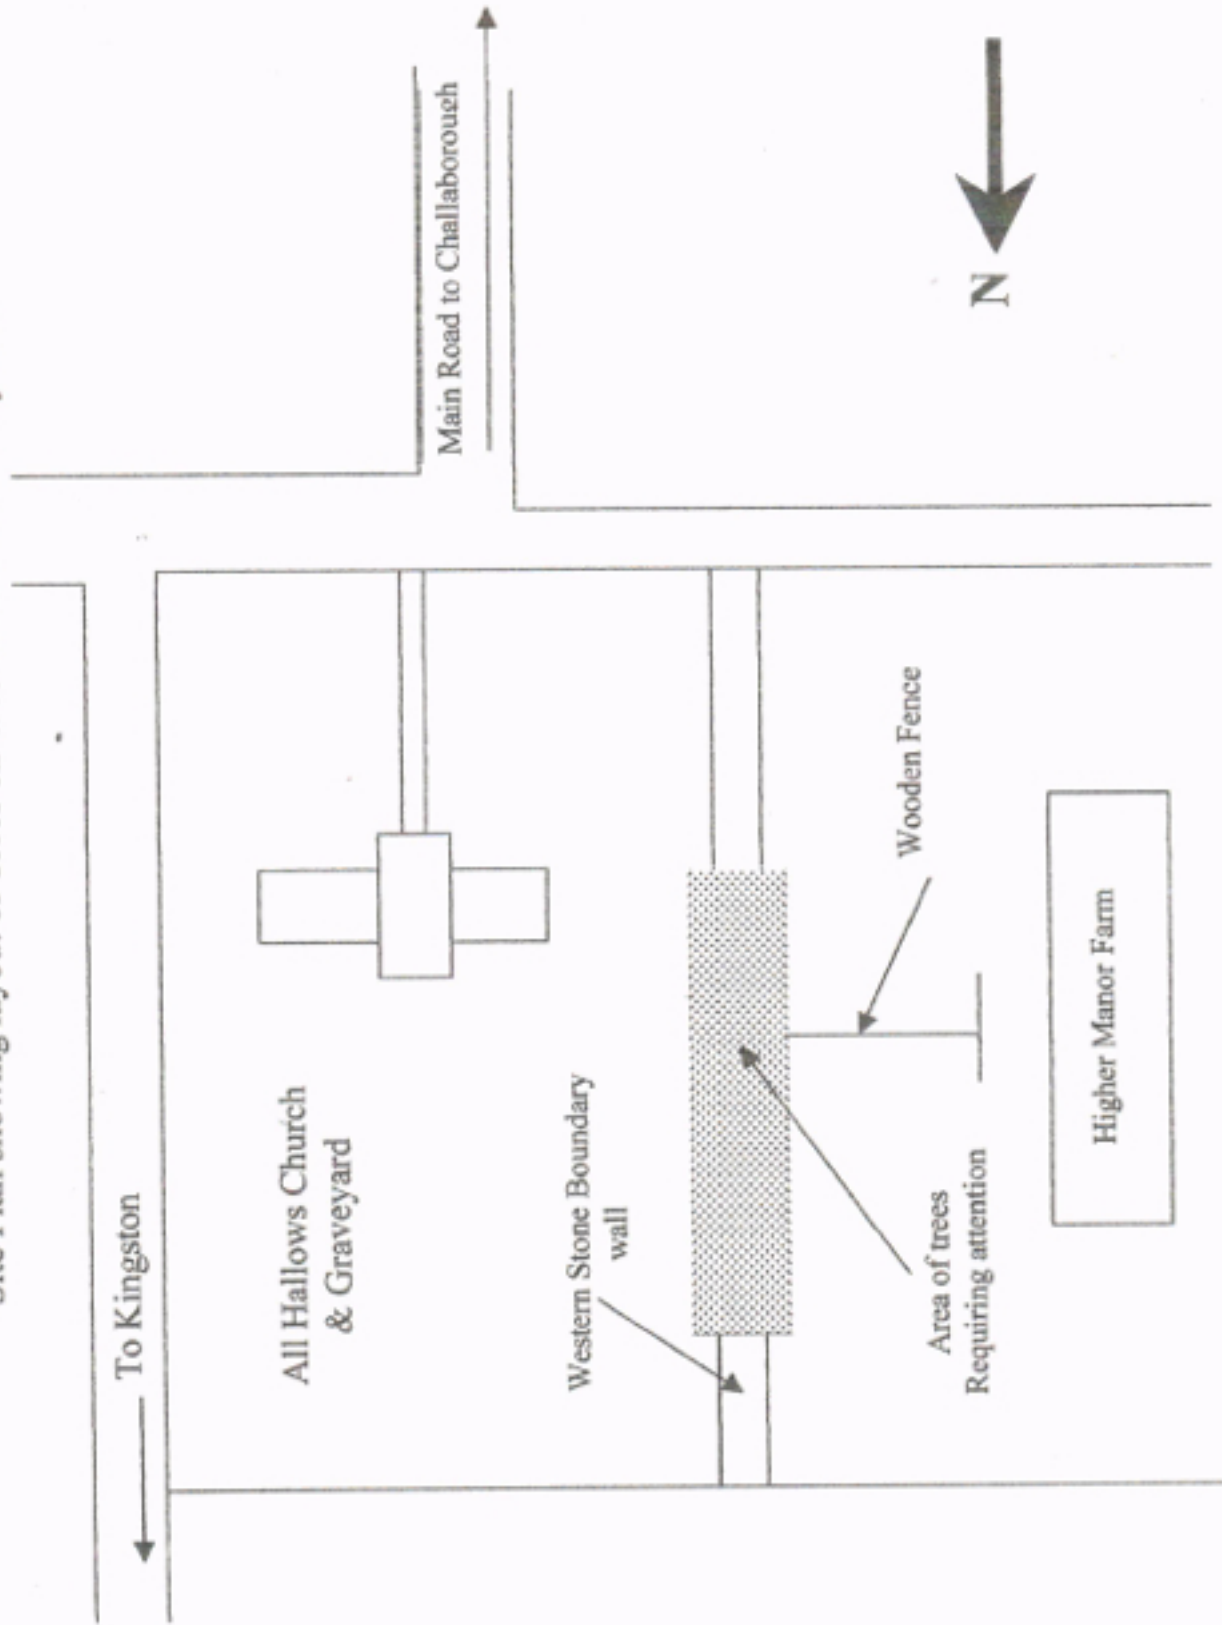 To Kingston
All Hallows Church
& Graveyard
Main Road to Challaborough
Western Stone Boundary
wall
Wooden Fence
Area of trees
Requiring attention
Higher Manor Farm
N